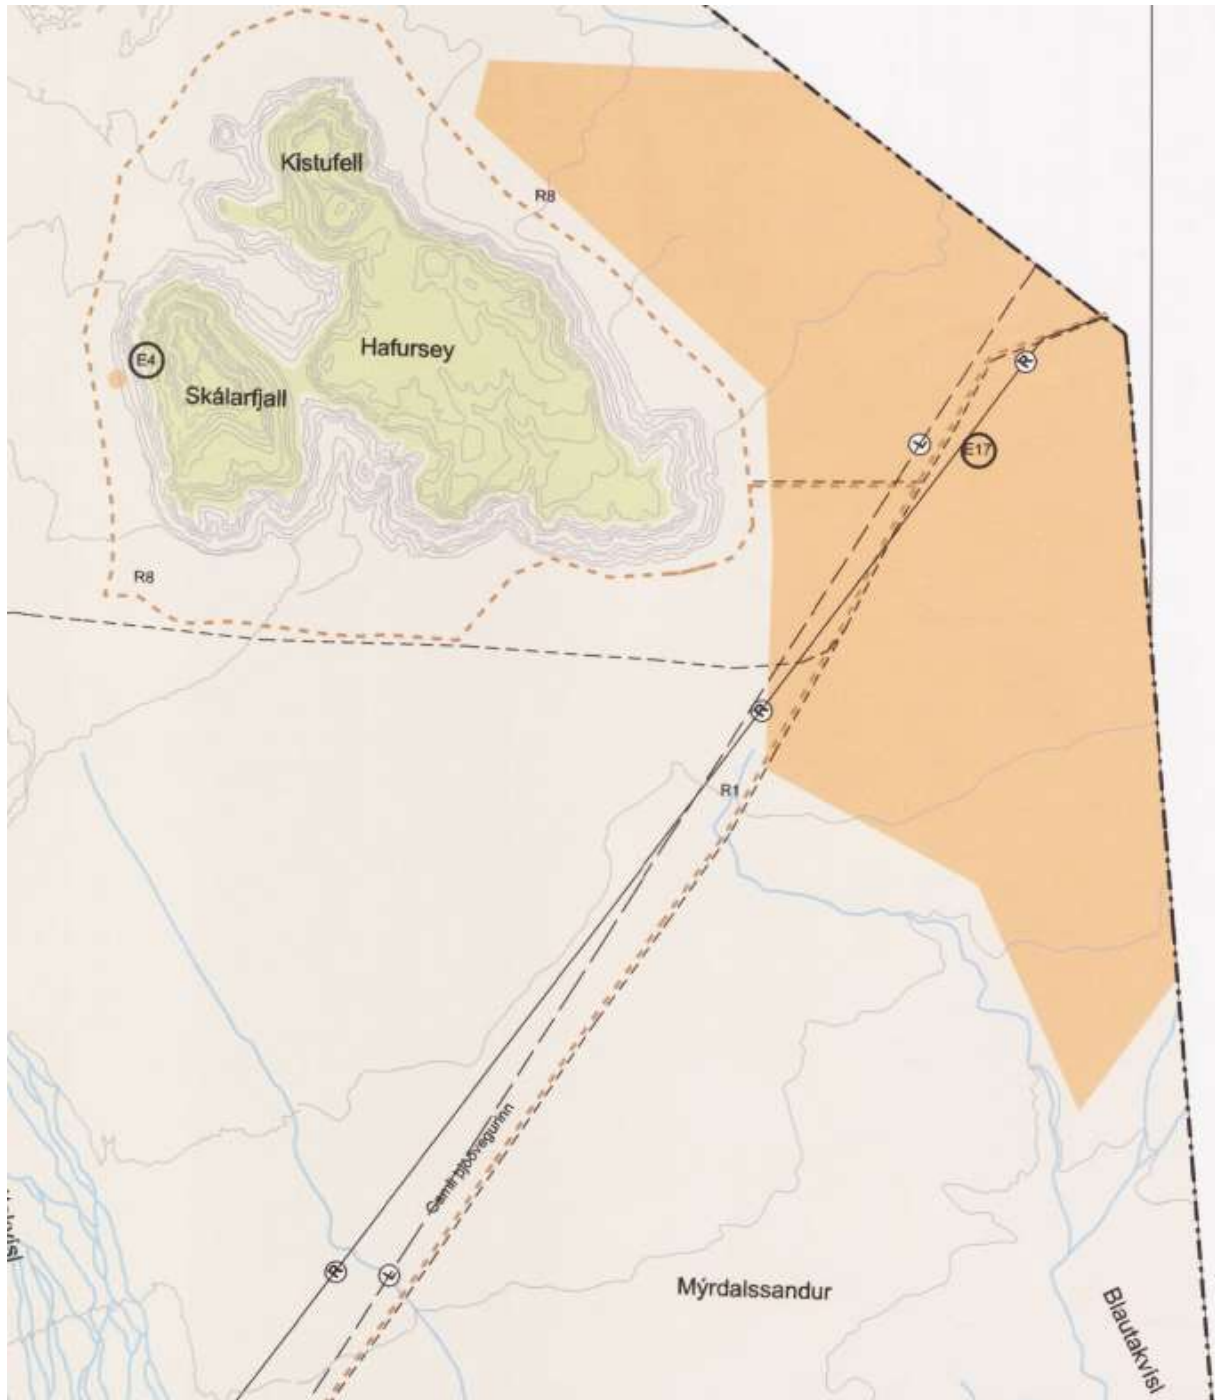 Kistufell
R8
Hafursey
E4
Skálarfjall
R
Ł
E17
R8
R
R1
Gamli þjóðvegurinn
R
Ł
Mýrdalssandur
Blautakvísl